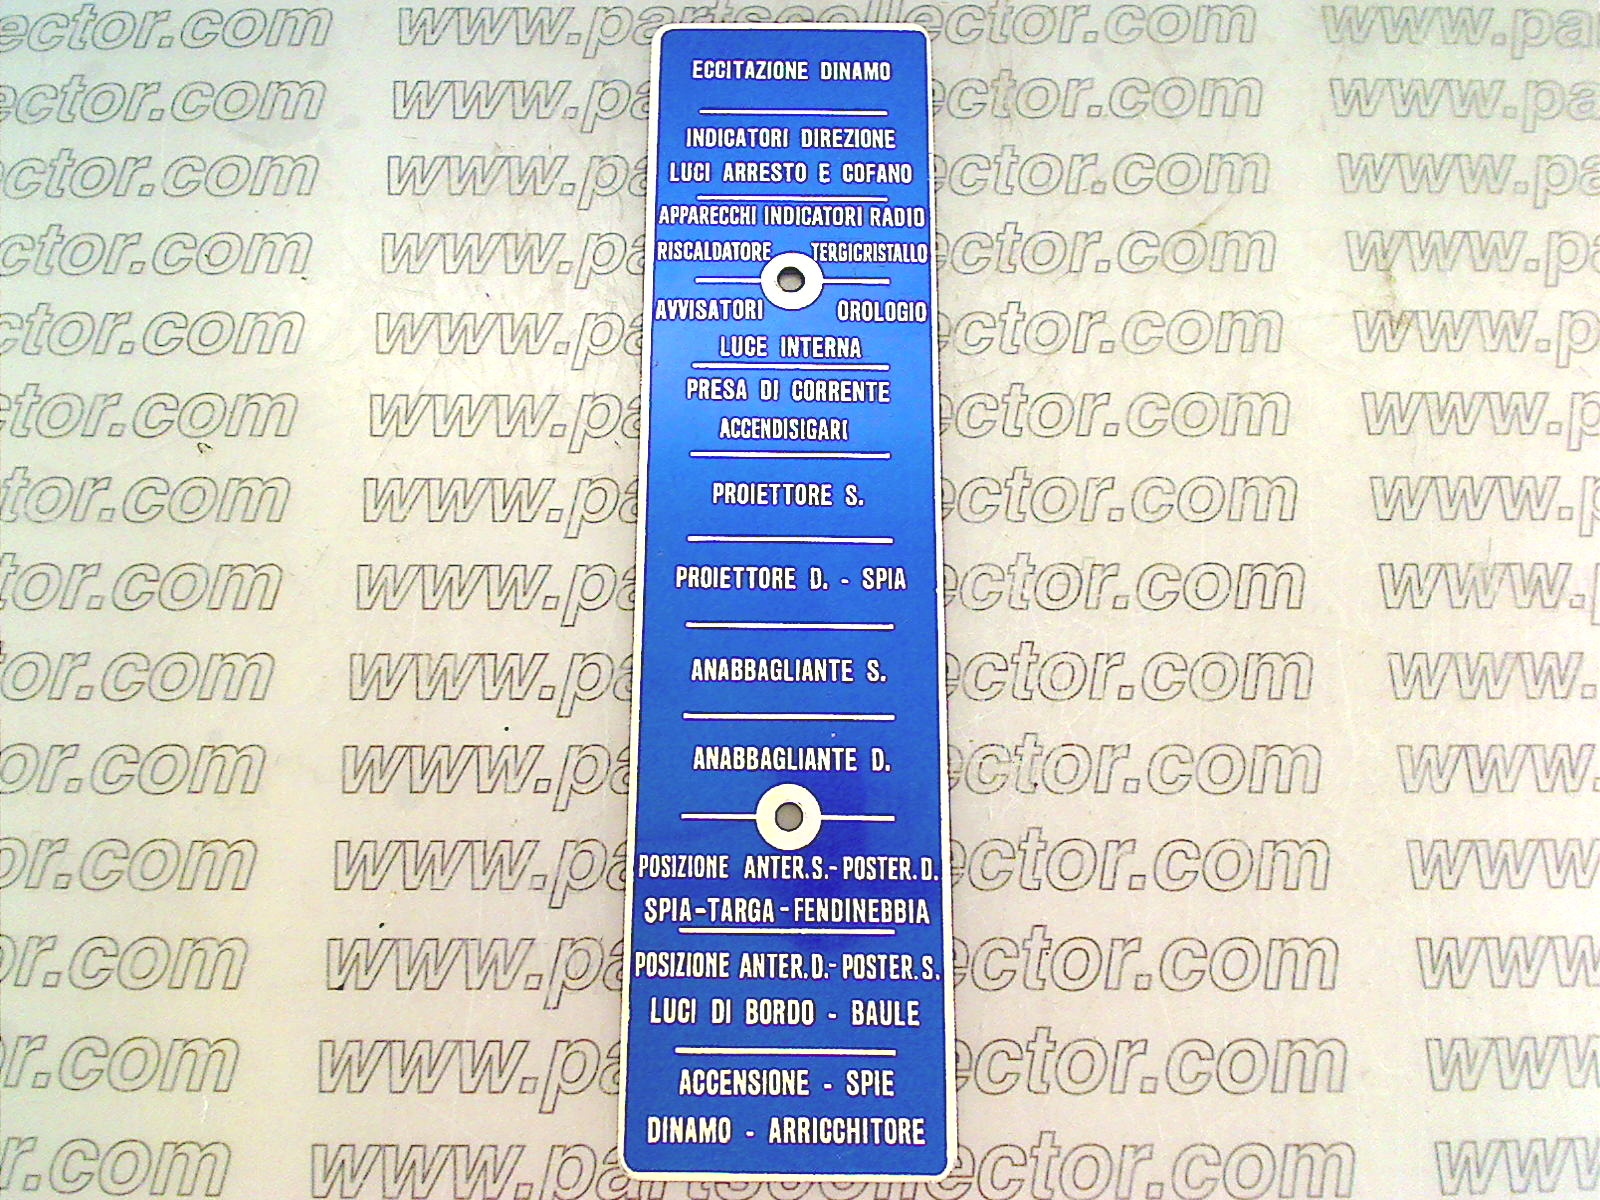 ECCITAZIONE DINAMO
INDICATORI DIREZIONE
LUCI ARRESTO E COFANO
APPARECCHI INDICATORI RADIO
RISCALDATORE TERGICRISTALLO
AVVISATORI OROLOGIO
LUCE INTERNA
PRESA DI CORRENTE
ACCENDISIGARI
PROIETTORE S.
PROIETTORE D. - SPIA
ANABBAGLIANTE S.
ANABBAGLIANTE D.
POSIZIONE ANTER.S.-POSTER.D.
SPIA-TARGA-FENDINEBBIA
POSIZIONE ANTER.D.-POSTER.S.
LUCI DI BORDO - BAULE
ACCENSIONE - SPIE
DINAMO - ARRICCHITORE
www.partscollector.com